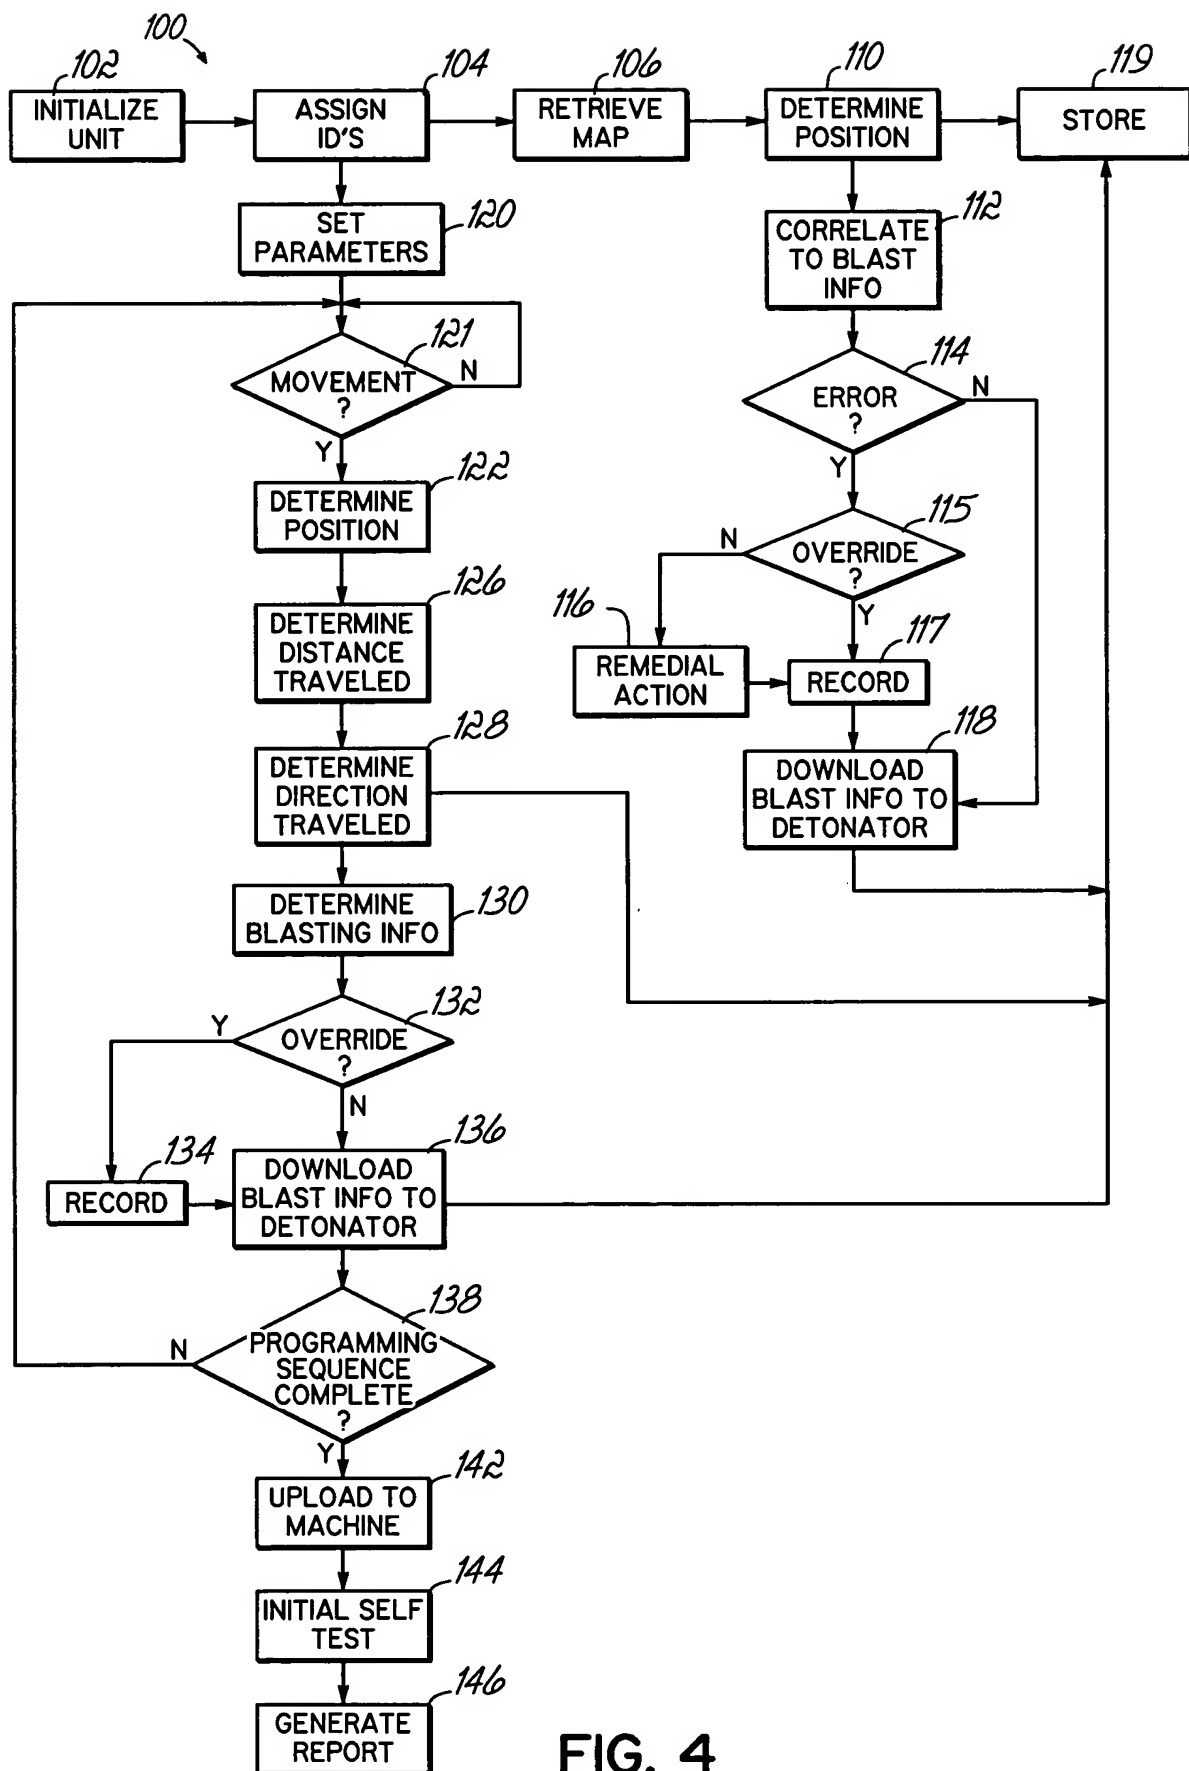 100
102
INITIALIZE
UNIT
104
ASSIGN
ID'S
106
RETRIEVE
MAP
110
DETERMINE
POSITION
119
STORE
120
SET
PARAMETERS
112
CORRELATE
TO BLAST
INFO
121
MOVEMENT
?
N
Y
114
ERROR
?
N
Y
122
DETERMINE
POSITION
115
OVERRIDE
?
N
Y
126
DETERMINE
DISTANCE
TRAVELED
116
REMEDIAL
ACTION
117
RECORD
128
DETERMINE
DIRECTION
TRAVELED
118
DOWNLOAD
BLAST INFO TO
DETONATOR
130
DETERMINE
BLASTING INFO
132
OVERRIDE
?
Y
N
134
RECORD
136
DOWNLOAD
BLAST INFO TO
DETONATOR
138
PROGRAMMING
SEQUENCE
COMPLETE
?
N
Y
142
UPLOAD TO
MACHINE
144
INITIAL SELF
TEST
146
GENERATE
REPORT
FIG. 4